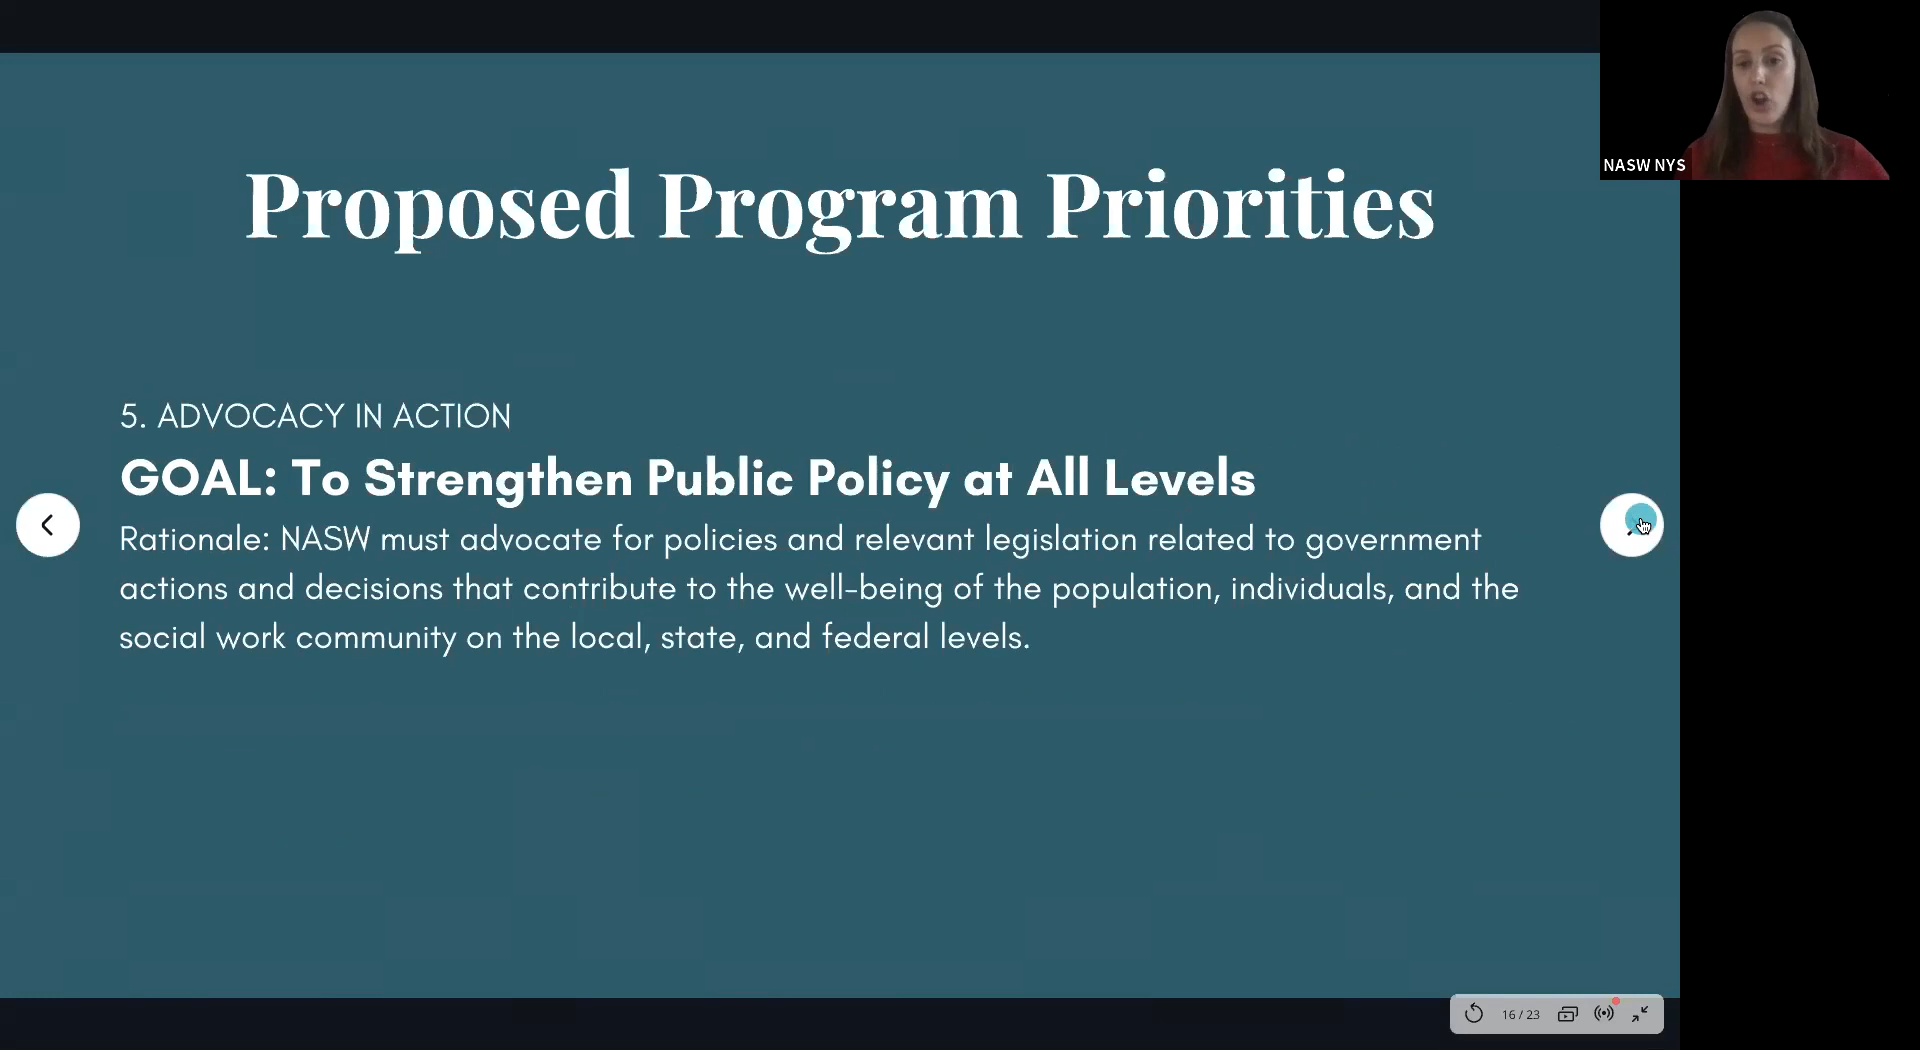 Proposed Program Priorities
NASW NYS
5. ADVOCACY IN ACTION
GOAL: To Strengthen Public Policy at All Levels
Rationale: NASW must advocate for policies and relevant legislation related to government
actions and decisions that contribute to the well-being of the population, individuals, and the
social work community on the local, state, and federal levels.
16 / 23